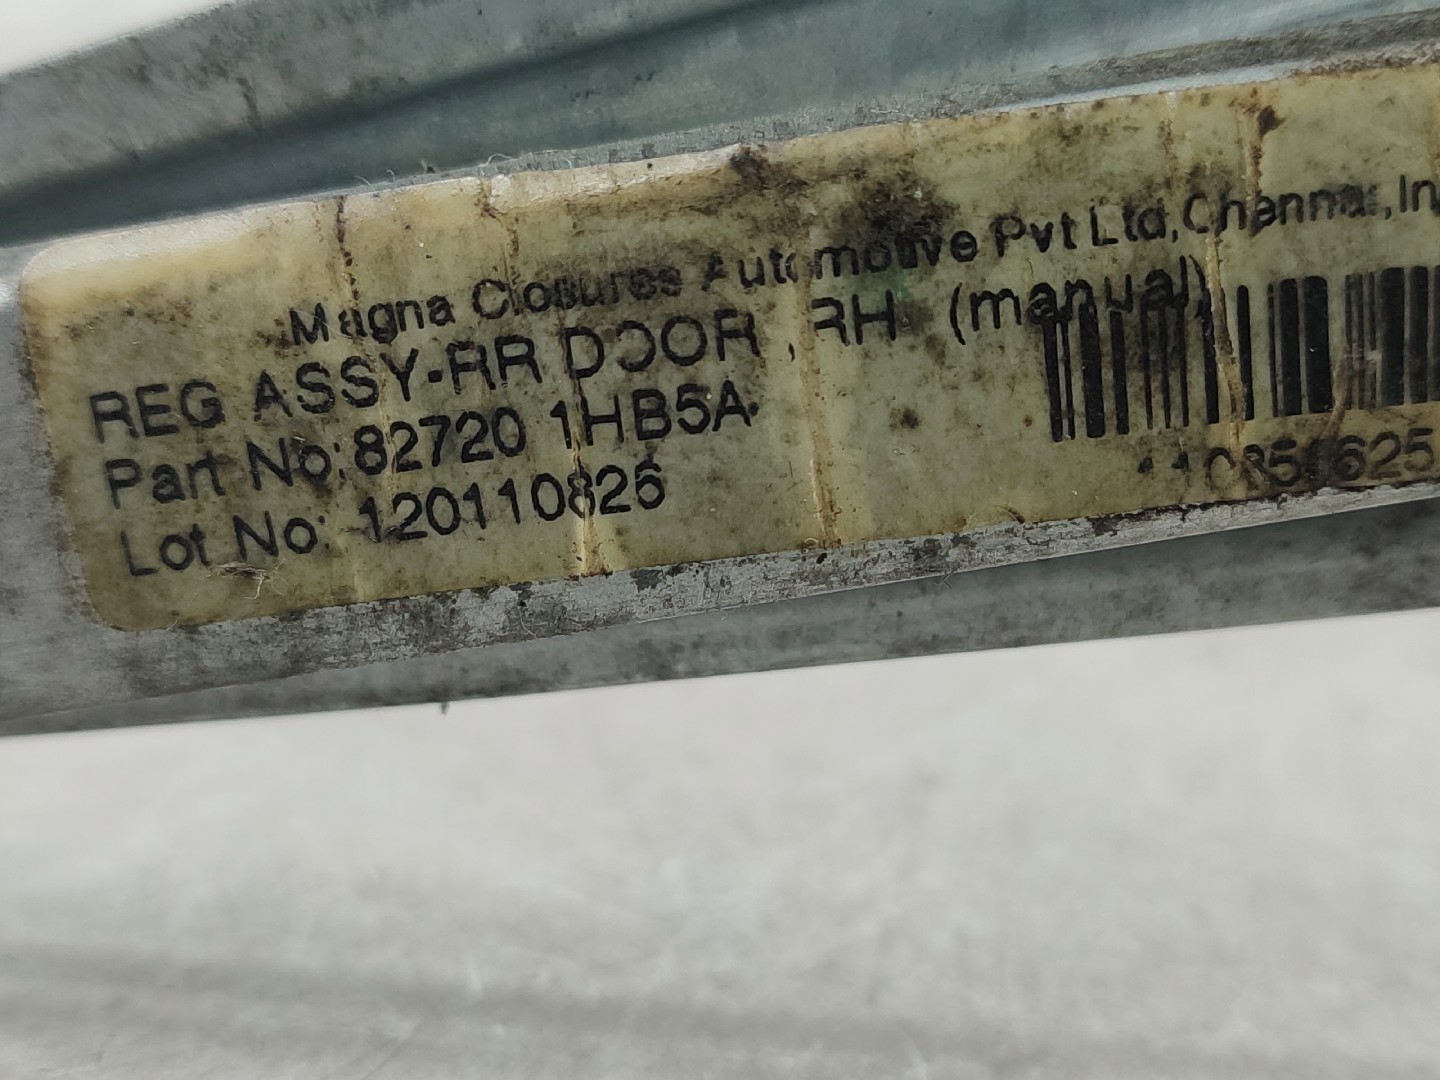 Magna Closures Automotive Pvt Ltd,Chennai,In
REG ASSY-RR DOOR , RH (manual)
Part No:82720 1HB5A
Lot No: 120110826